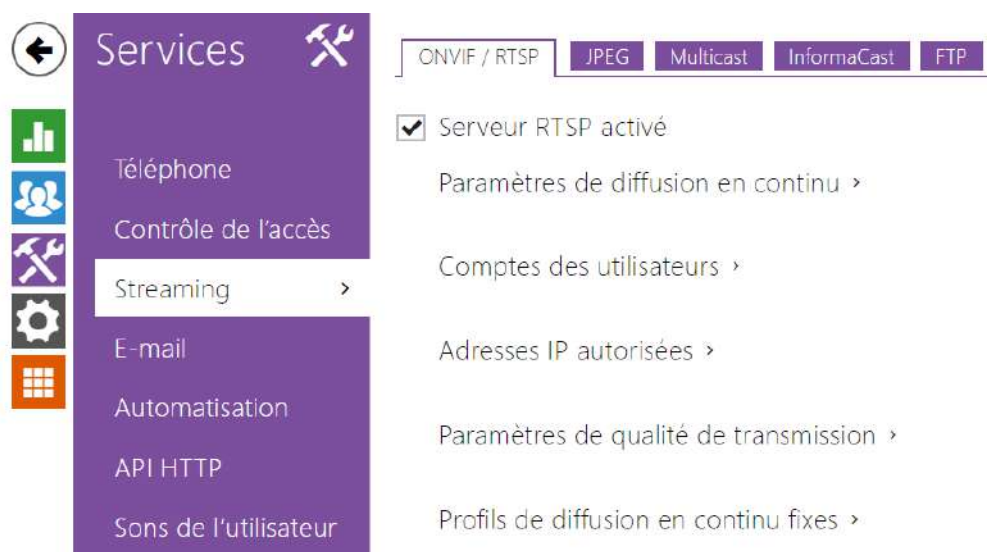 Services
ONVIF / RTSP JPEG Multicast InformaCast FTP
Serveur RTSP activé
Téléphone
Paramètres de diffusion en continu
Contrôle de l'accès
Comptes des utilisateurs
Streaming
E-mail
Adresses IP autorisées
Automatisation
Paramètres de qualité de transmission
API HTTP
Sons de l'utilisateur
Profils de diffusion en continu fixes